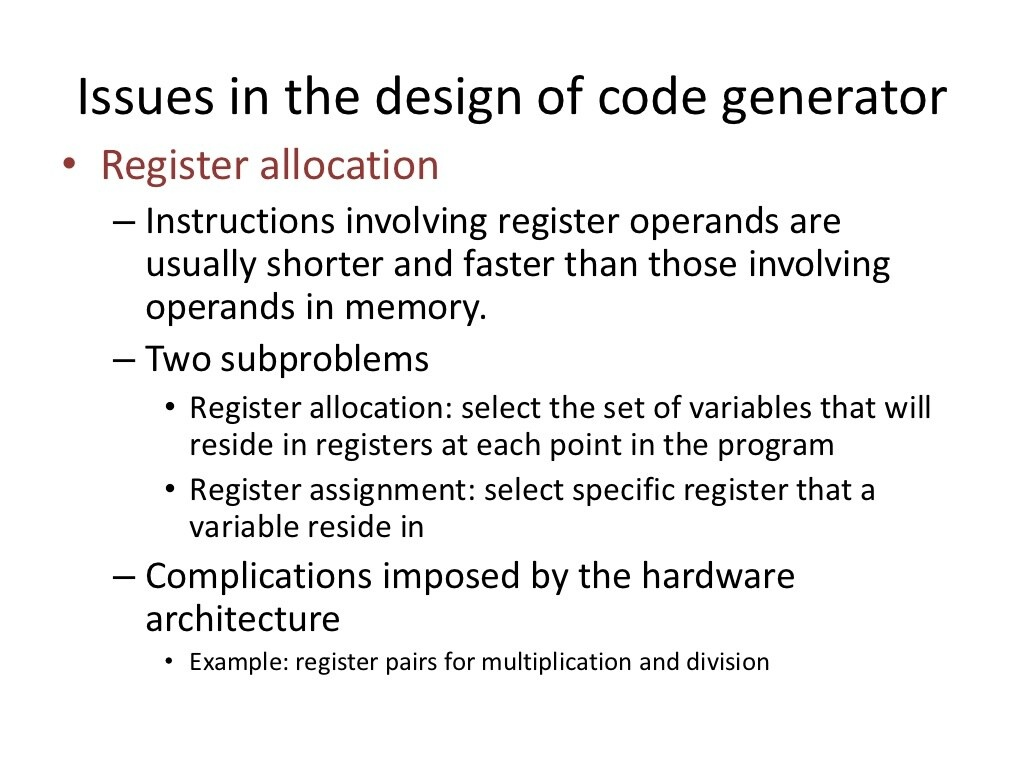 Issues in the design of code generator
• Register allocation
– Instructions involving register operands are
usually shorter and faster than those involving
operands in memory.
– Two subproblems
• Register allocation: select the set of variables that will
reside in registers at each point in the program
• Register assignment: select specific register that a
variable reside in
– Complications imposed by the hardware
architecture
• Example: register pairs for multiplication and division